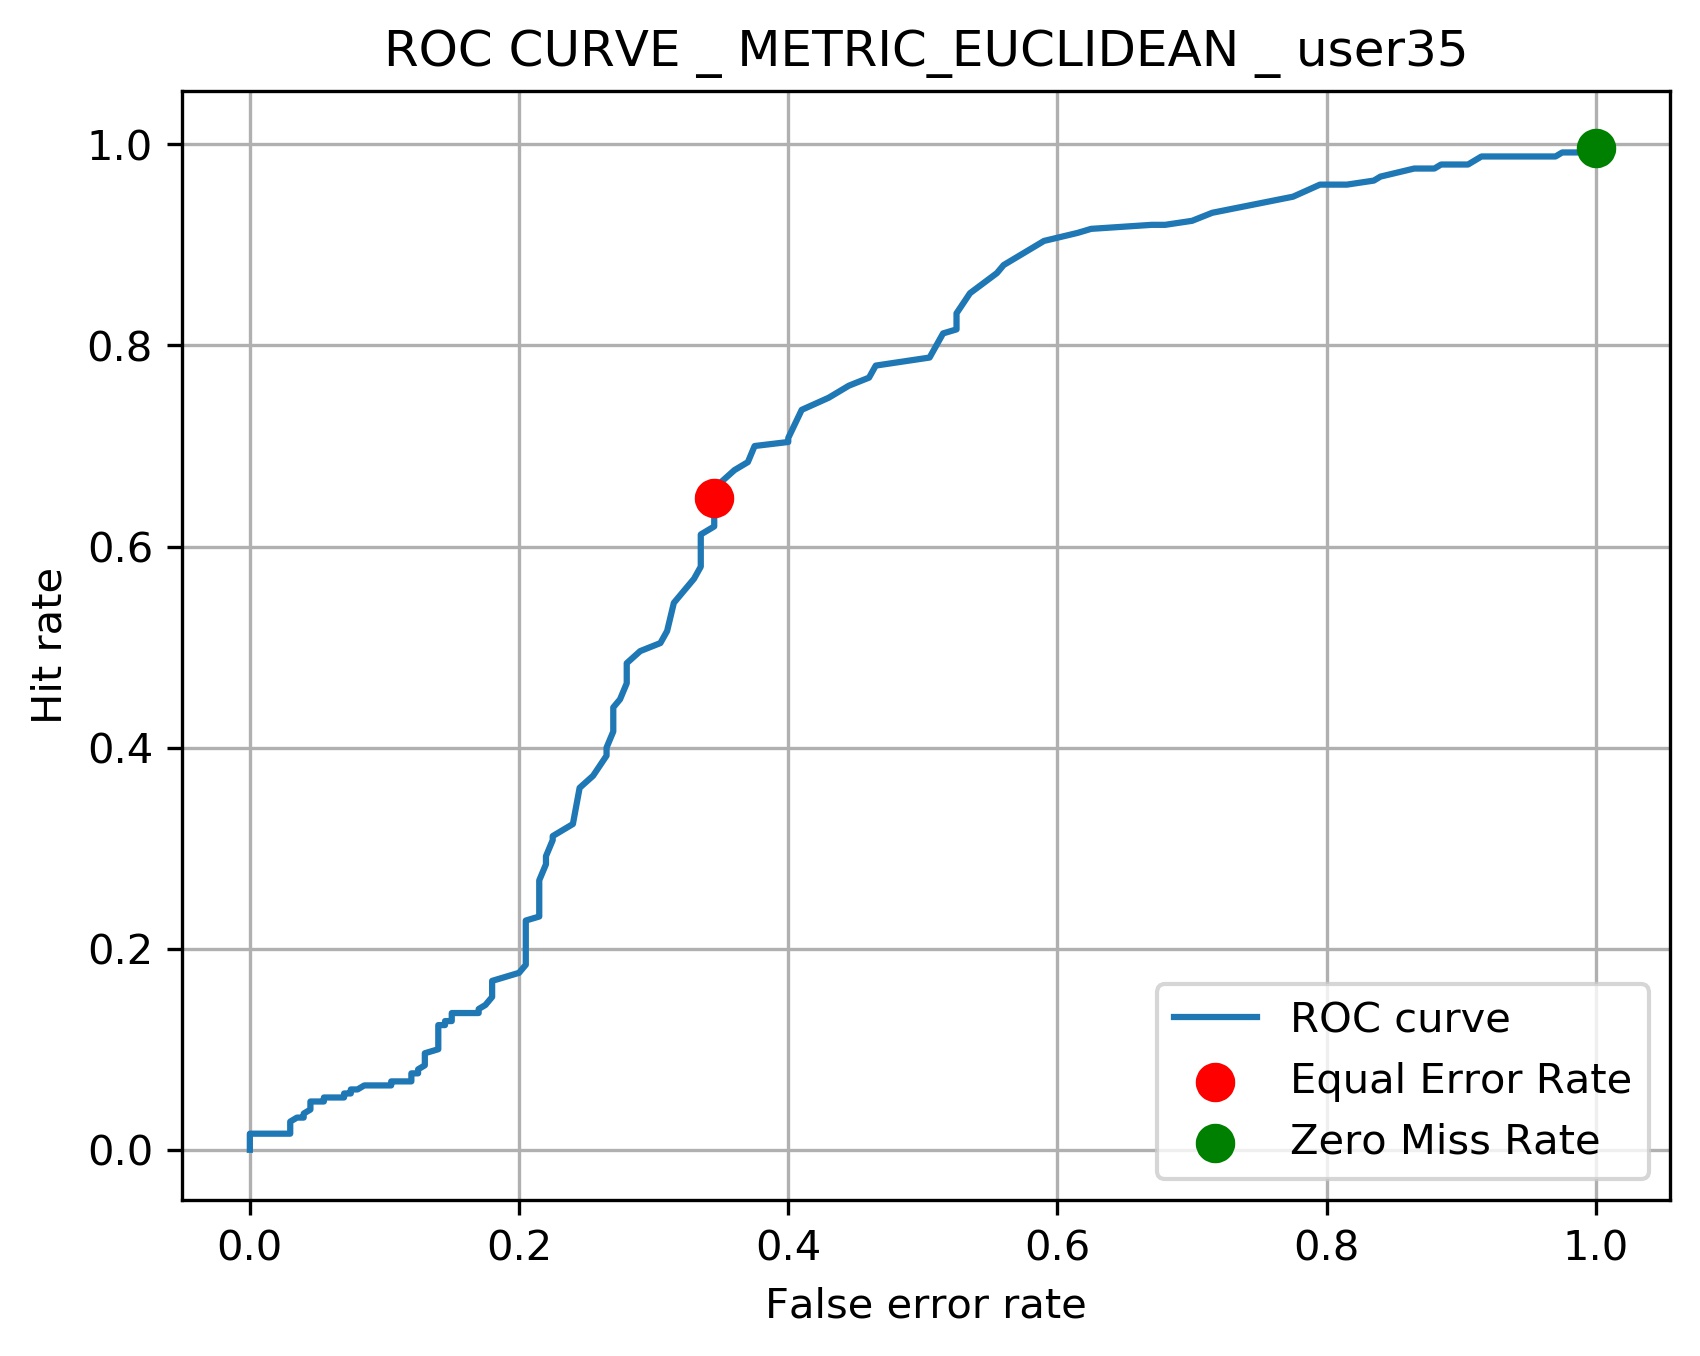 ROC CURVE _ METRIC_EUCLIDEAN _ user35
1.0
0.8
0.6
0.4
0.2
0.0
Hit rate
0.0 0.2 0.4 0.6 0.8 1.0
False error rate
ROC curve
Equal Error Rate
Zero Miss Rate